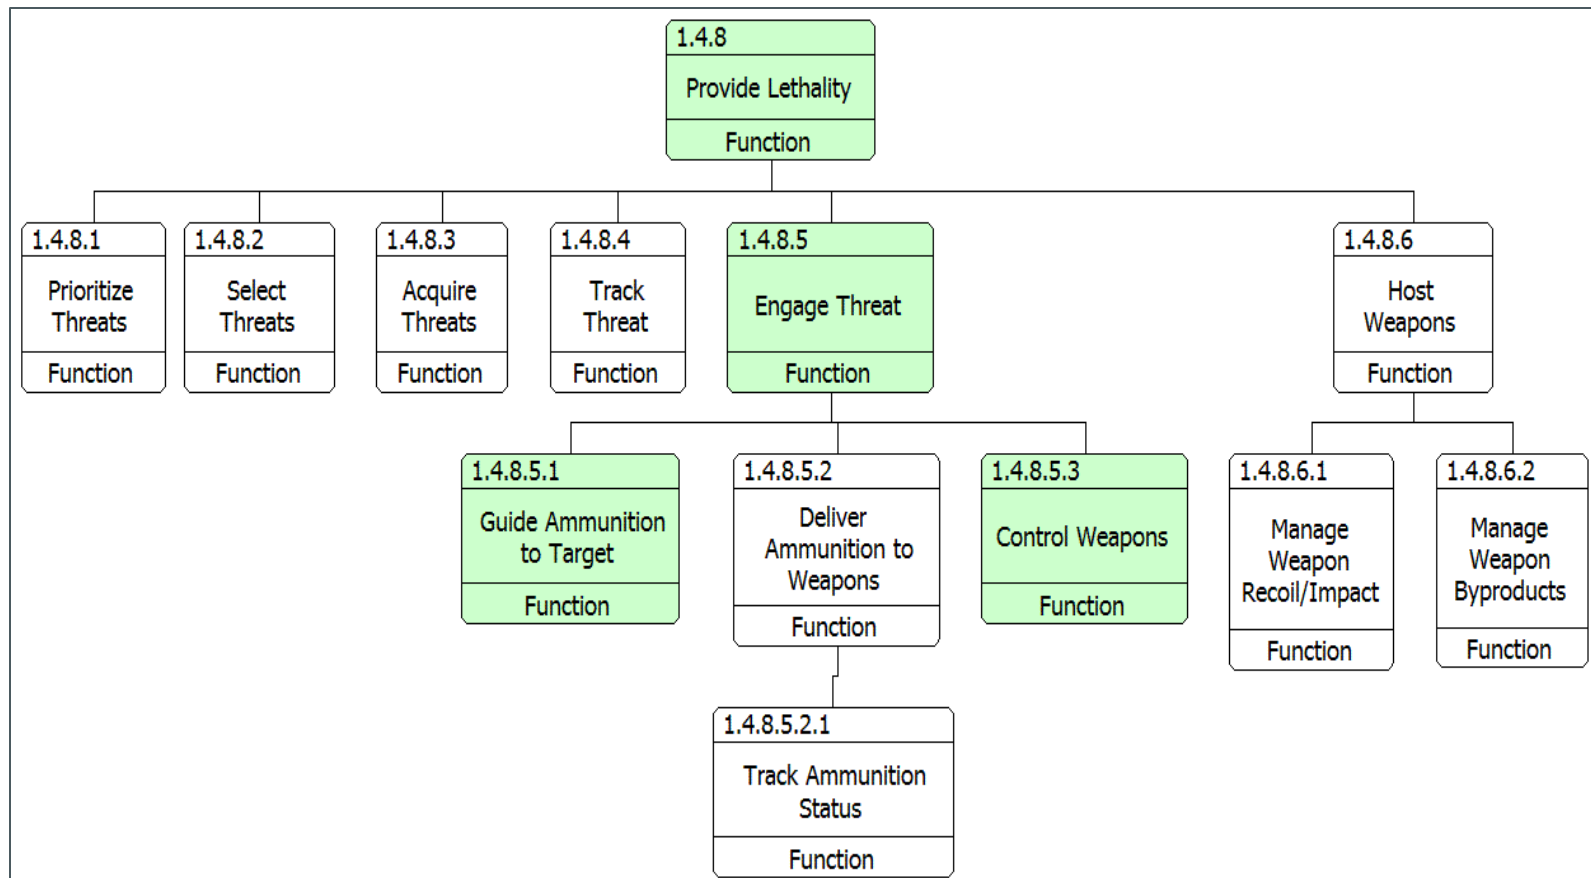 1.4.8
Provide Lethality
Function
1.4.8.1
Prioritize
Threats
Function
1.4.8.2
Select
Threats
Function
1.4.8.3
Acquire
Threats
Function
1.4.8.4
Track
Threat
Function
1.4.8.5
Engage Threat
Function
1.4.8.6
Host
Weapons
Function
1.4.8.5.1
Guide Ammunition
to Target
Function
1.4.8.5.2
Deliver
Ammunition to
Weapons
Function
1.4.8.5.3
Control Weapons
Function
1.4.8.6.1
Manage
Weapon
Recoil/Impact
Function
1.4.8.6.2
Manage
Weapon
Byproducts
Function
1.4.8.5.2.1
Track Ammunition
Status
Function